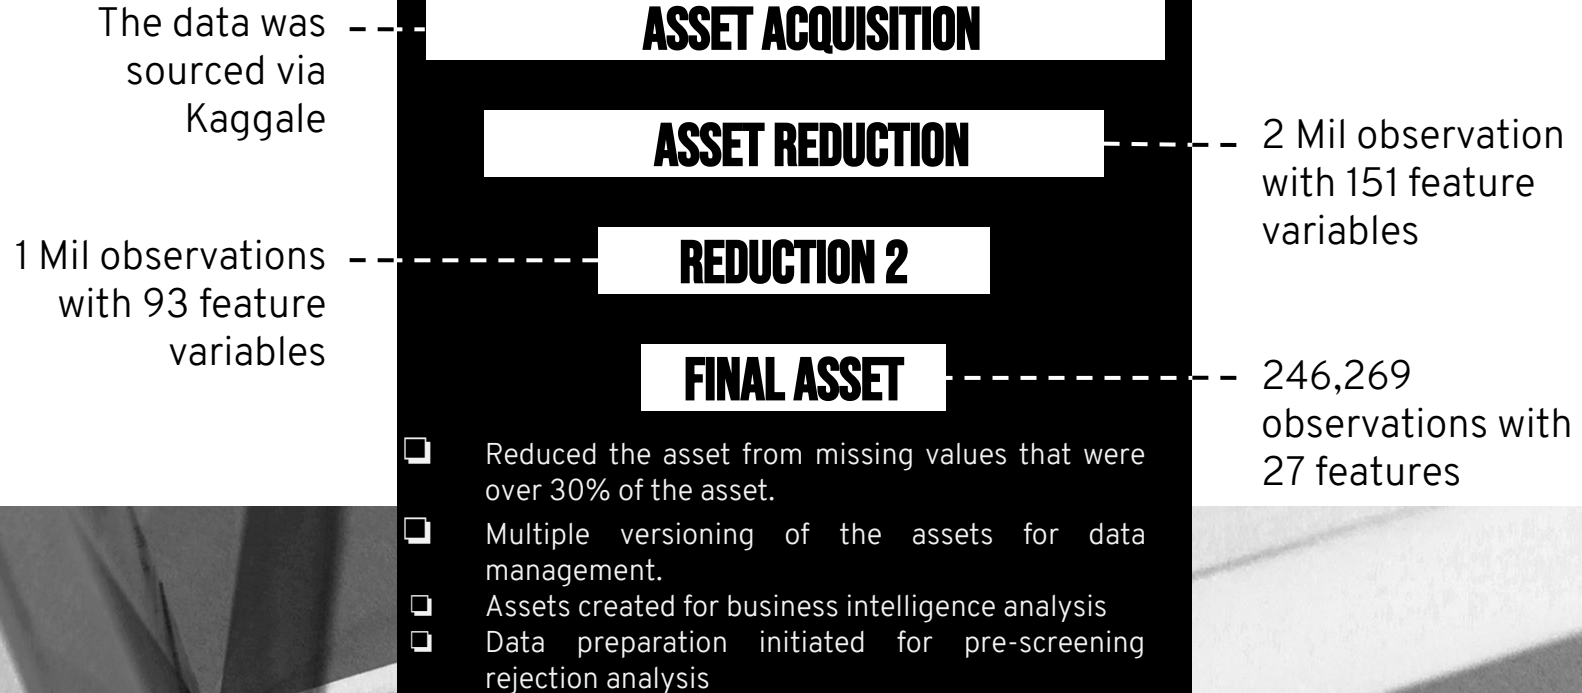 The data was
sourced via
Kaggale
ASSET ACQUISITION
ASSET REDUCTION
2 Mil observation
with 151 feature
variables
1 Mil observations
with 93 feature
variables
REDUCTION 2
FINAL ASSET
246,269
observations with
27 features
Reduced the asset from missing values that were
over 30% of the asset.
Multiple versioning of the assets for data
management.
Assets created for business intelligence analysis
Data preparation initiated for pre-screening
rejection analysis